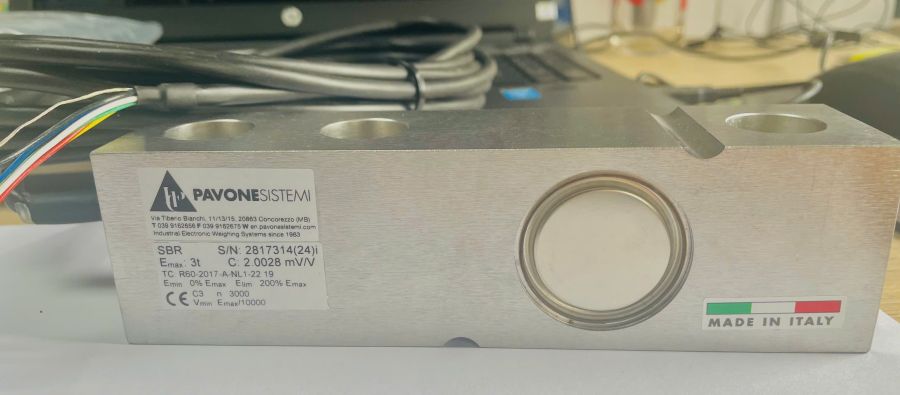 PAVONESISTEMI
Via Tiberio Bianchi, 11/13/15, 20863 Concorezzo (MB)
T 039 9162656 F 039 9162675 W en.pavonesistemi.com
Industrial Electronic Weighing Systems since 1963
SBR S/N: 2817314(24)i
Emax: 3t C: 2.0028 mV/V
TC R60-2017-A-NL1-22 19
Emin 0% Emax Elim 200% Emax
CE C3 n 3000
Vmin Emax/10000
MADE IN ITALY